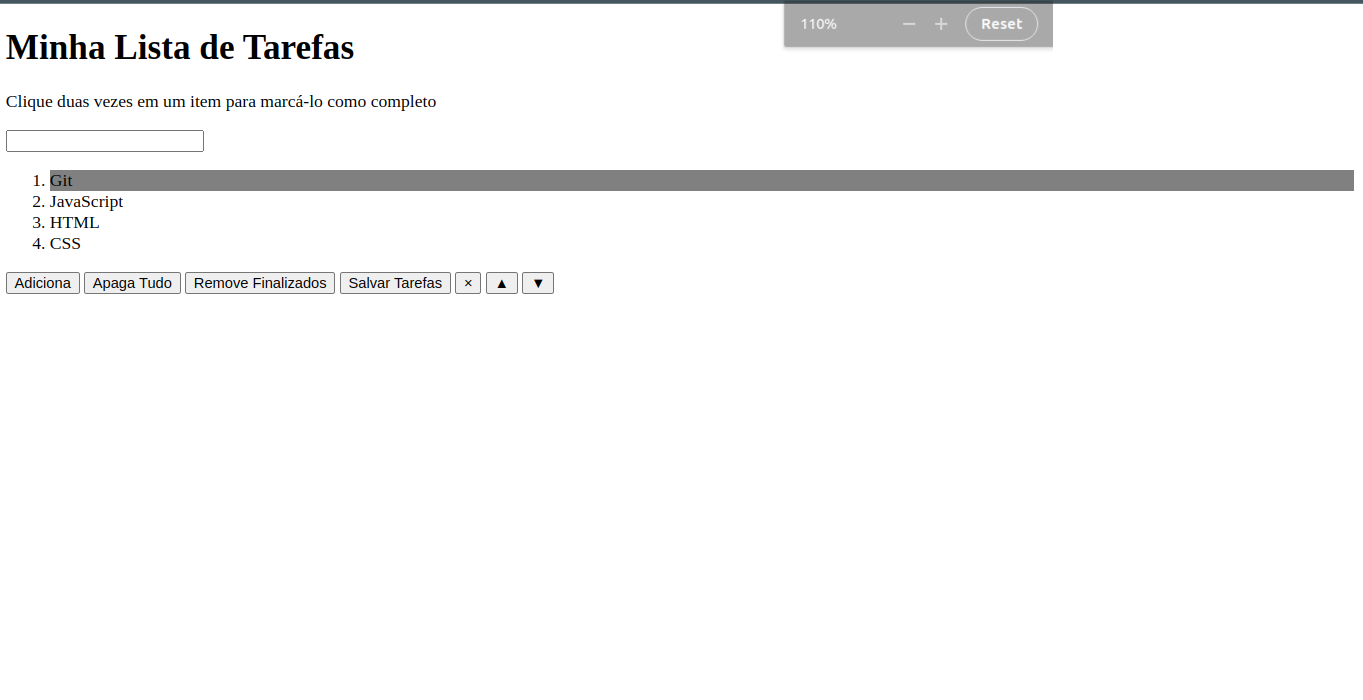 110% − + Reset
Minha Lista de Tarefas
Clique duas vezes em um item para marcá-lo como completo
1. Git
2. JavaScript
3. HTML
4. CSS
Adiciona Apaga Tudo Remove Finalizados Salvar Tarefas × ▲ ▼